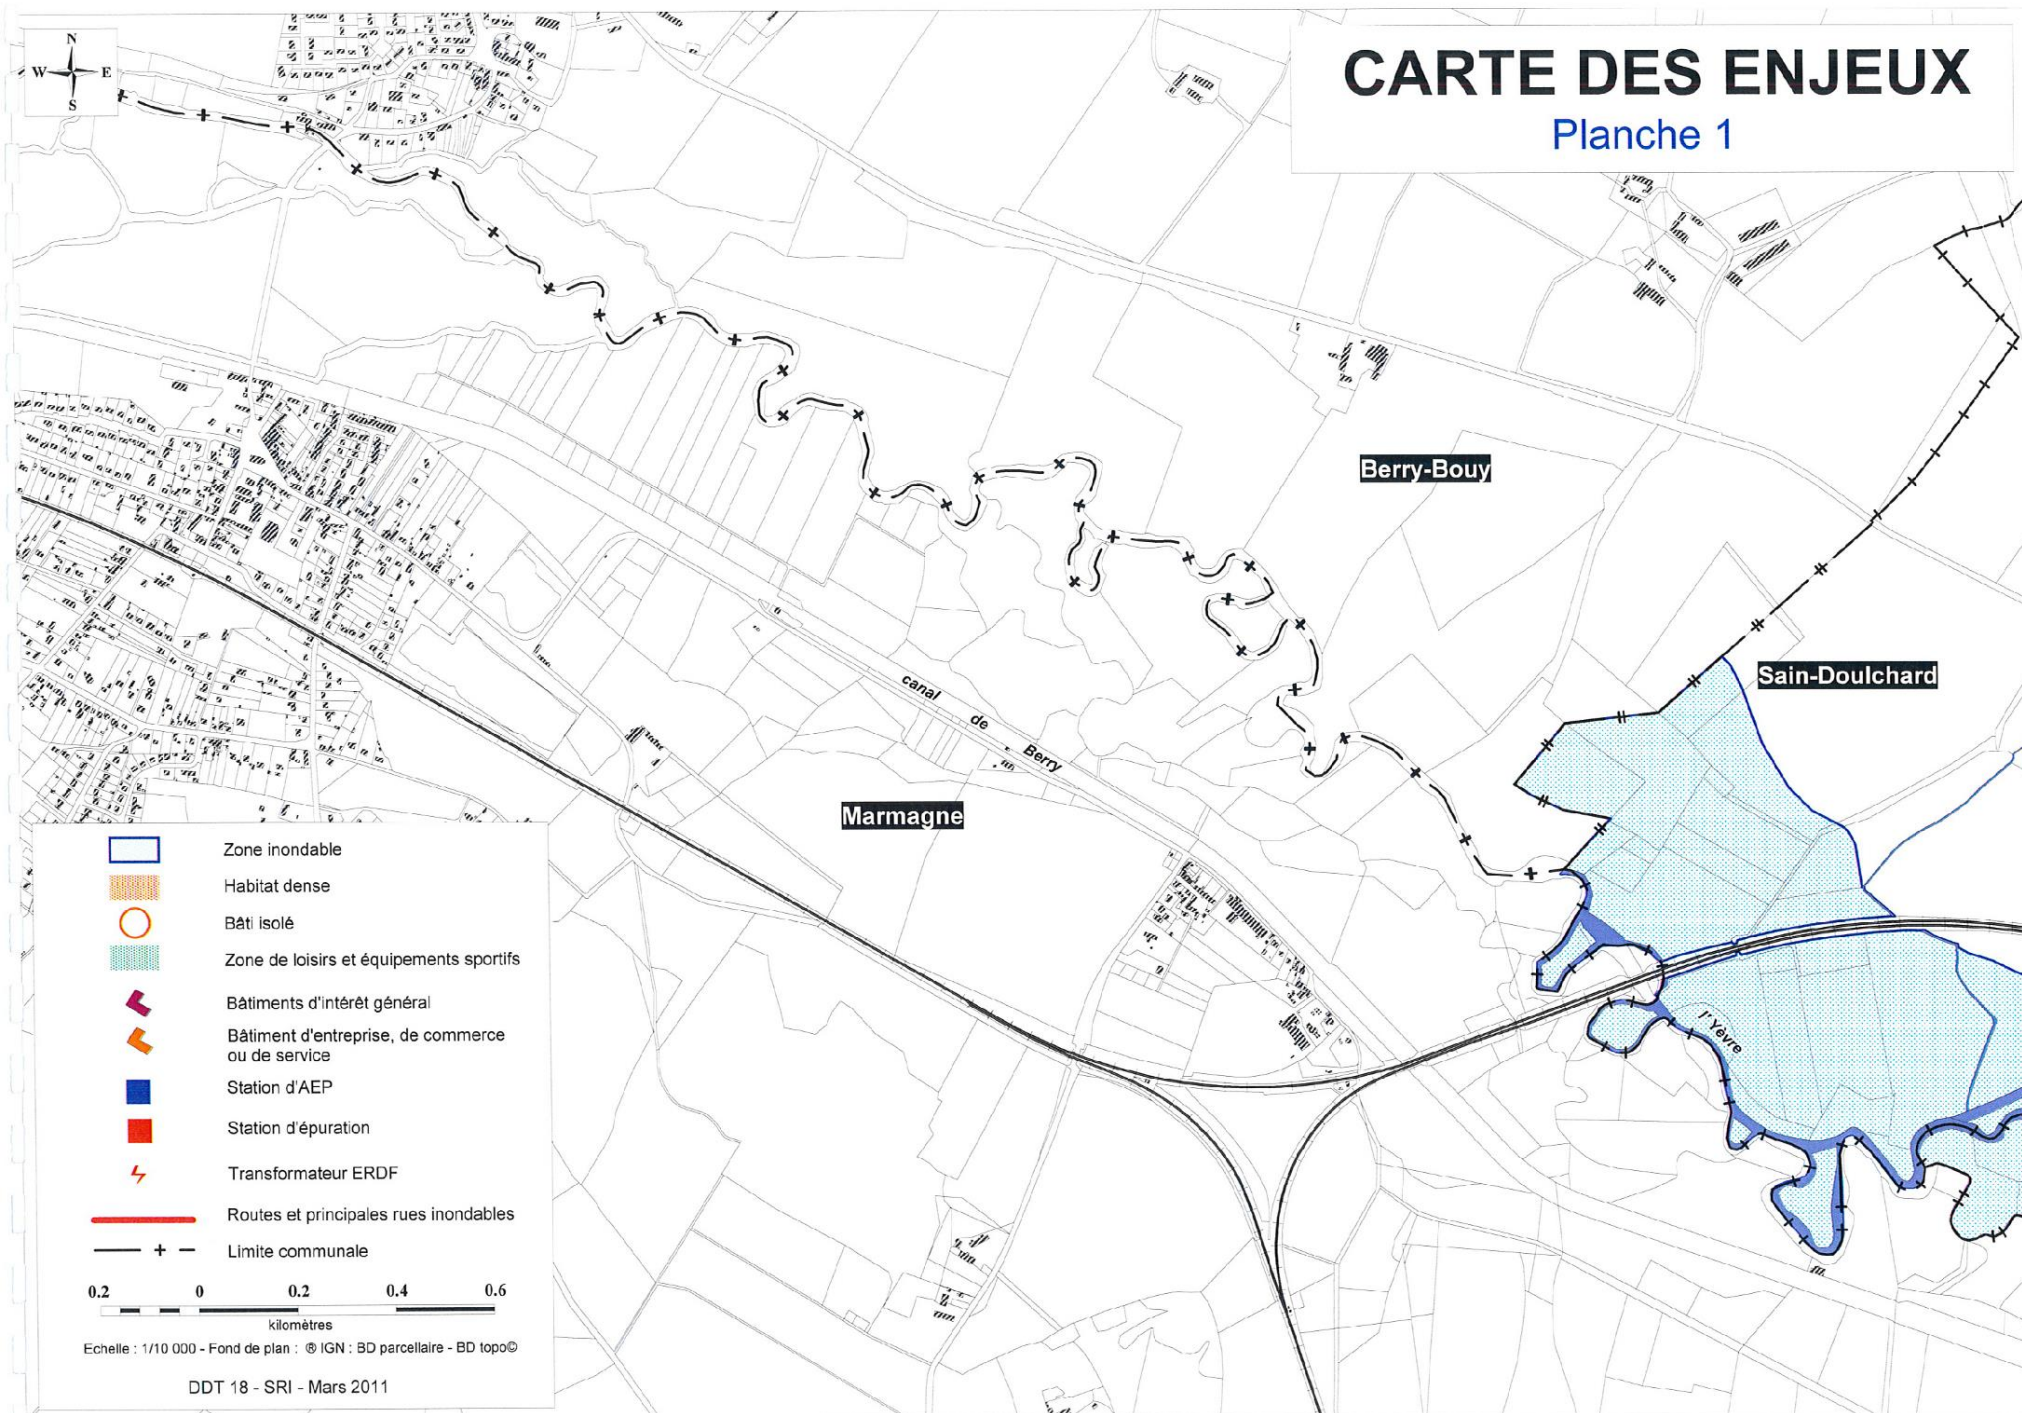 CARTE DES ENJEUX
Planche 1
N
W E
S
Berry-Bouy
Sain-Doulchard
canal de Berry
Marmagne
l' Yèvre
Zone inondable
Habitat dense
Bâti isolé
Zone de loisirs et équipements sportifs
Bâtiments d'intérêt général
Bâtiment d'entreprise, de commerce
ou de service
Station d'AEP
Station d'épuration
Transformateur ERDF
Routes et principales rues inondables
Limite communale
0.2 0 0.2 0.4 0.6
kilomètres
Echelle : 1/10 000 - Fond de plan : ® IGN : BD parcellaire - BD topo©
DDT 18 - SRI - Mars 2011